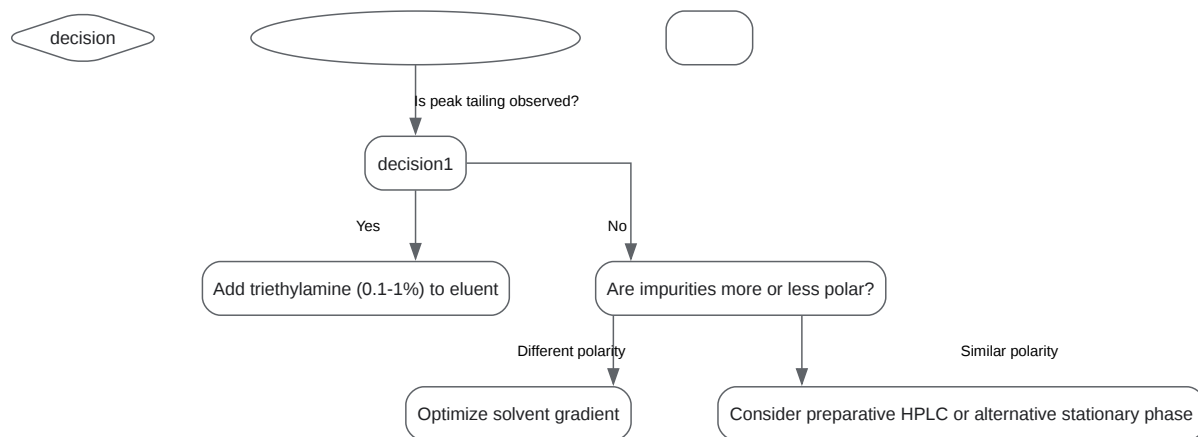 decision
Is peak tailing observed?
decision1
Yes
No
Add triethylamine (0.1-1%) to eluent
Are impurities more or less polar?
Different polarity
Similar polarity
Optimize solvent gradient
Consider preparative HPLC or alternative stationary phase